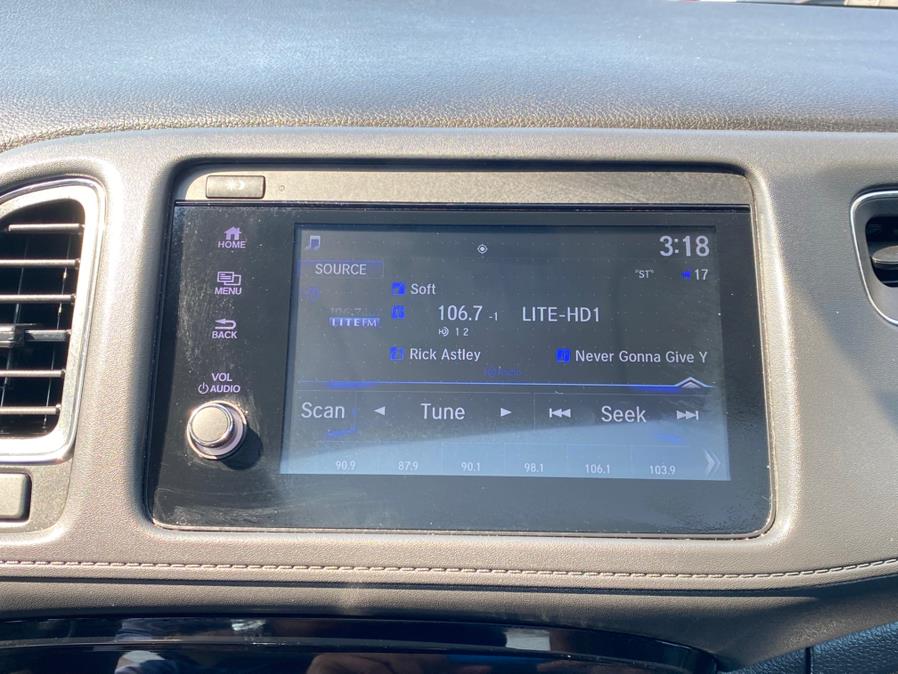 HOME
MENU
BACK
VOL
AUDIO
3:18
SOURCE
"ST" 17
Soft
LITE FM
106.7 -1 LITE-HD1
1 2
Rick Astley Never Gonna Give Y
Scan Tune Seek
90.9 87.9 90.1 98.1 106.1 103.9